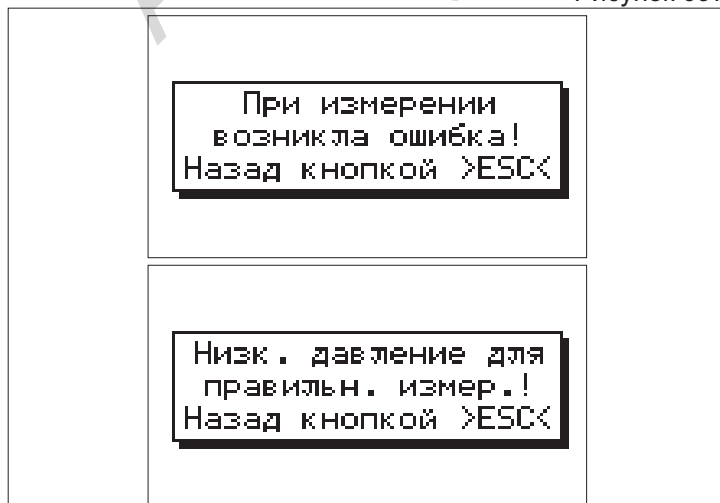 При измерении
возникла ошибка!
Назад кнопкой >ESC<
Низк. давление для
правильн. измер.!
Назад кнопкой >ESC<